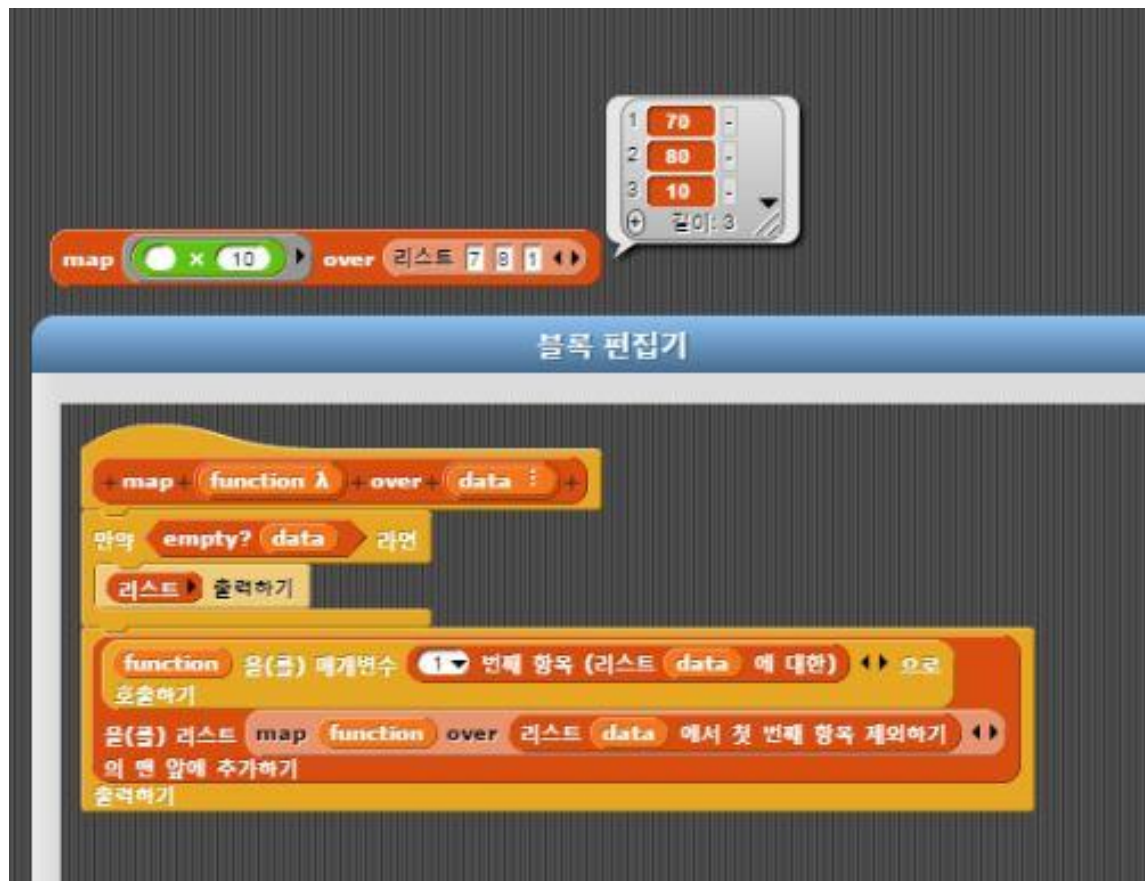 1 70 -
2 80 -
3 10 -
길이: 3
map × 10 over 리스트 7 8 1
블록 편집기
+ map + function λ + over + data ⋮ +
만약 empty? data 라면
리스트 출력하기
function 을(를) 매개변수 1 번째 항목 (리스트 data 에 대한) 으로
호출하기
을(를) 리스트 map function over 리스트 data 에서 첫 번째 항목 제외하기
의 맨 앞에 추가하기
출력하기